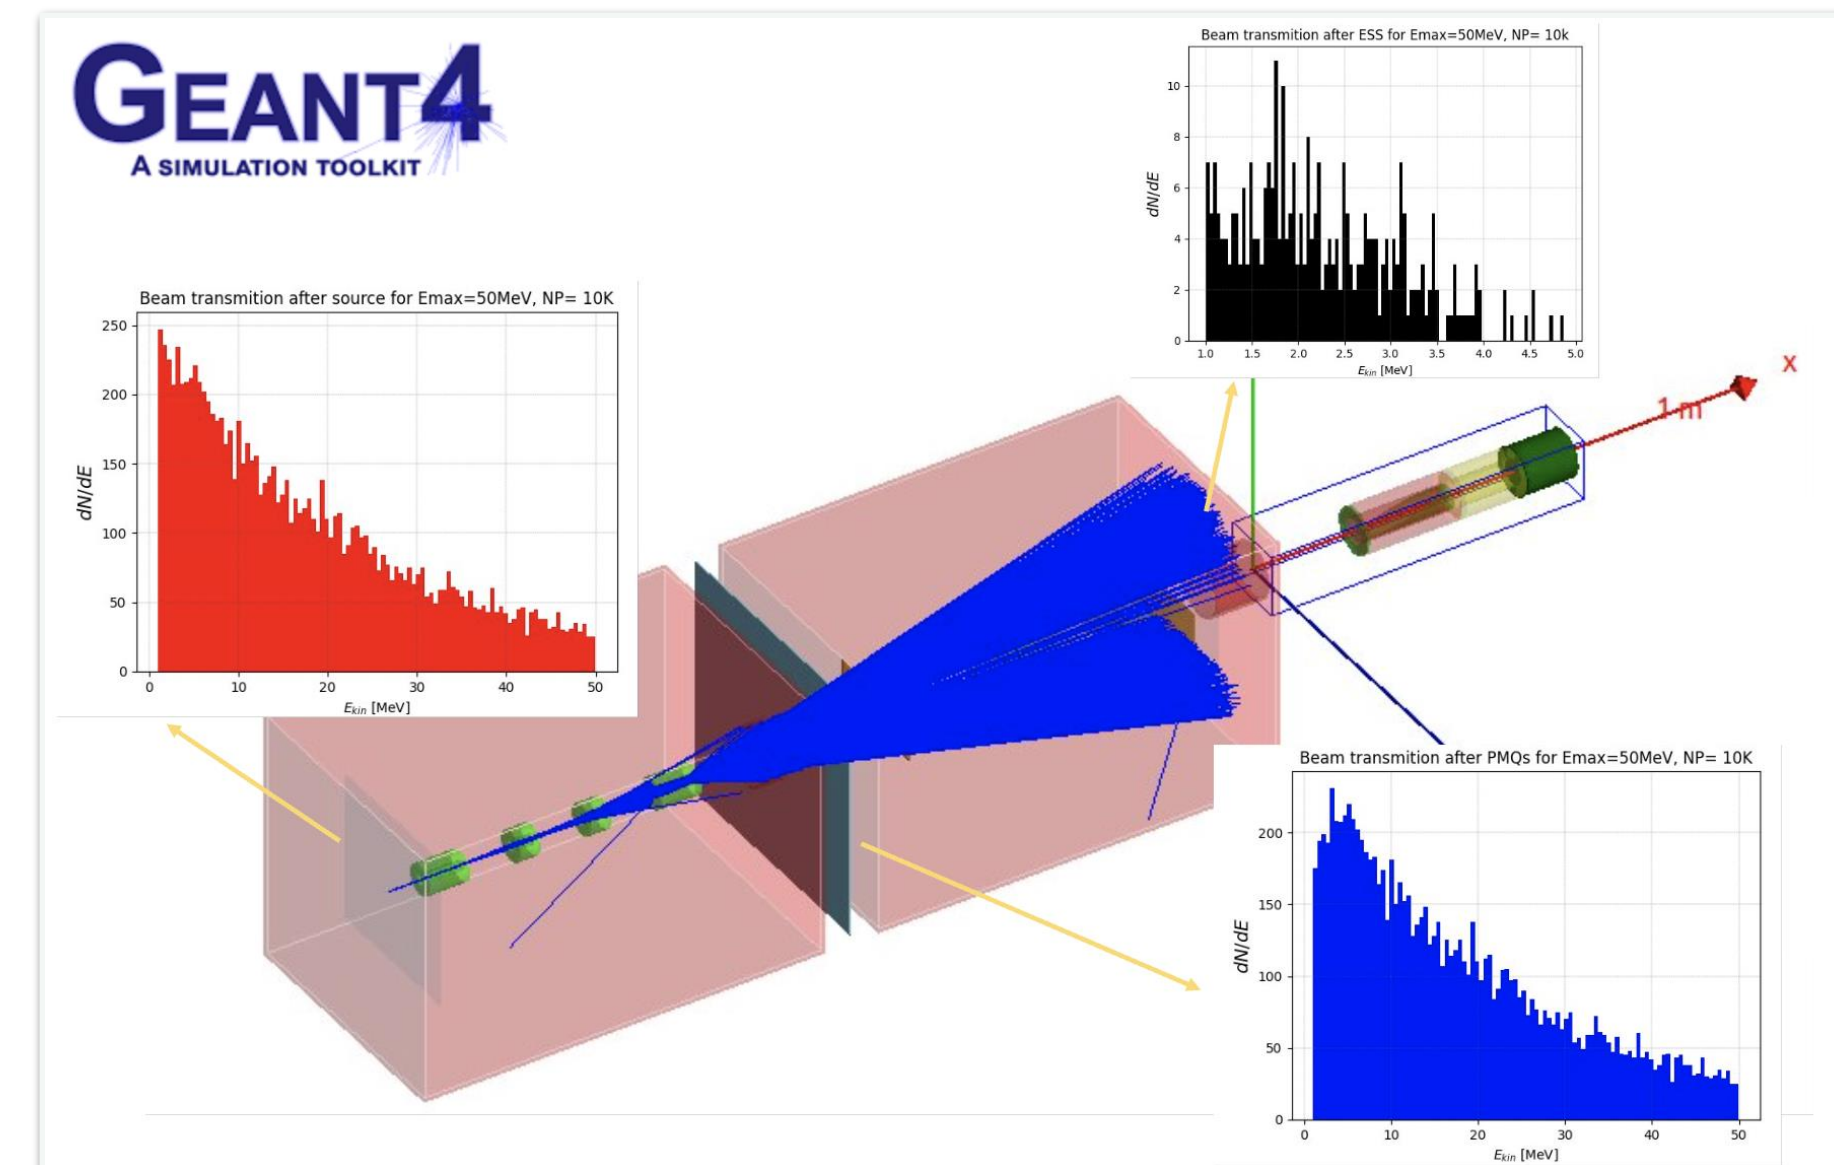 GEANT4
A SIMULATION TOOLKIT
Beam transmition after ESS for Emax=50MeV, NP= 10k
10
8
6
4
2
0
dN/dE
1.0 1.5 2.0 2.5 3.0 3.5 4.0 4.5 5.0
E_kin [MeV]
Beam transmition after source for Emax=50MeV, NP= 10K
250
200
150
100
50
0
dN/dE
0 10 20 30 40 50
E_kin [MeV]
x
1 m
Beam transmition after PMQs for Emax=50MeV, NP= 10K
200
150
100
50
0
dN/dE
0 10 20 30 40 50
E_kin [MeV]